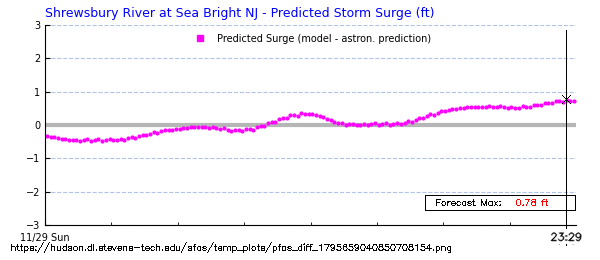 Shrewsbury River at Sea Bright NJ - Predicted Storm Surge (ft)
3
Predicted Surge (model - astron. prediction)
2
1
0
−1
−2
Forecast Max: 0.78 ft
−3
11/29 Sun 23:29
https://hudson.dl.stevens-tech.edu/sfas/temp_plots/pfas_diff_1795659040850708154.png